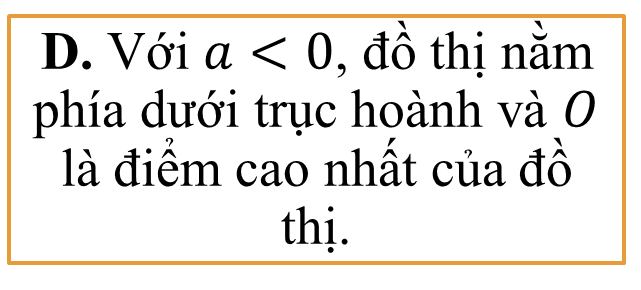 D. Với a < 0, đồ thị nằm
phía dưới trục hoành và O
là điểm cao nhất của đồ
thị.